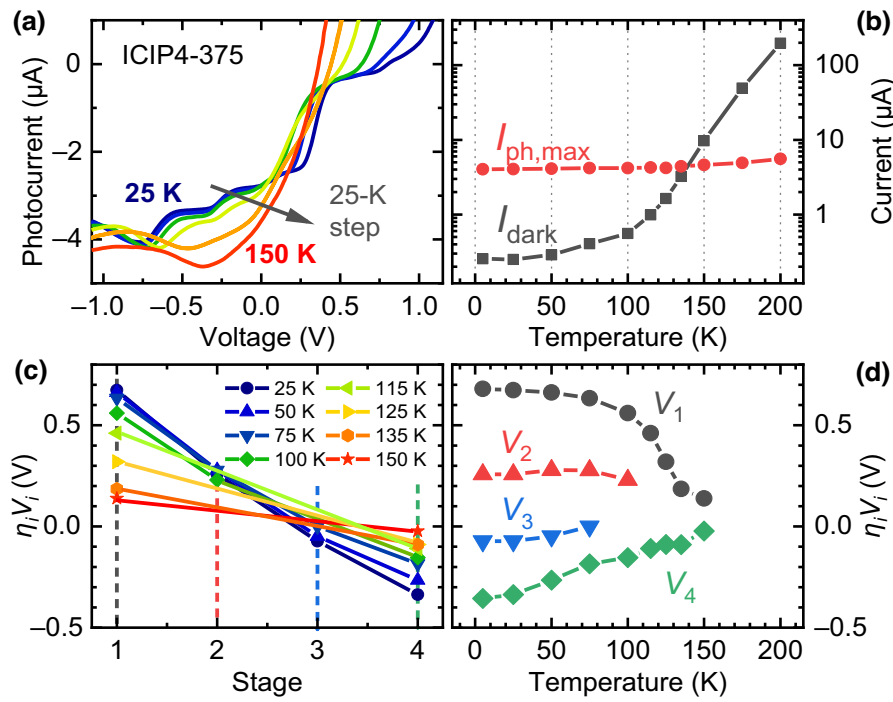 (a)
ICIP4-375
25 K
25-K
step
150 K
0
−2
−4
Photocurrent (μA)
−1.0 −0.5 0.0 0.5 1.0
Voltage (V)
(b)
I_ph,max
I_dark
100
10
1
Current (μA)
0 50 100 150 200
Temperature (K)
(c)
25 K 115 K
50 K 125 K
75 K 135 K
100 K 150 K
0.5
0.0
−0.5
η_iV_i (V)
1 2 3 4
Stage
(d)
V_1
V_2
V_3
V_4
0.5
0.0
−0.5
η_iV_i (V)
0 50 100 150 200
Temperature (K)